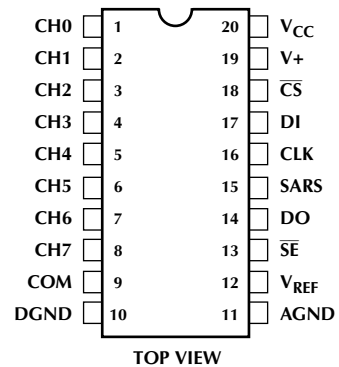 CH0 1 20 VCC
CH1 2 19 V+
CH2 3 18 C̅S̅
CH3 4 17 DI
CH4 5 16 CLK
CH5 6 15 SARS
CH6 7 14 DO
CH7 8 13 S̅E̅
COM 9 12 VREF
DGND 10 11 AGND
TOP VIEW